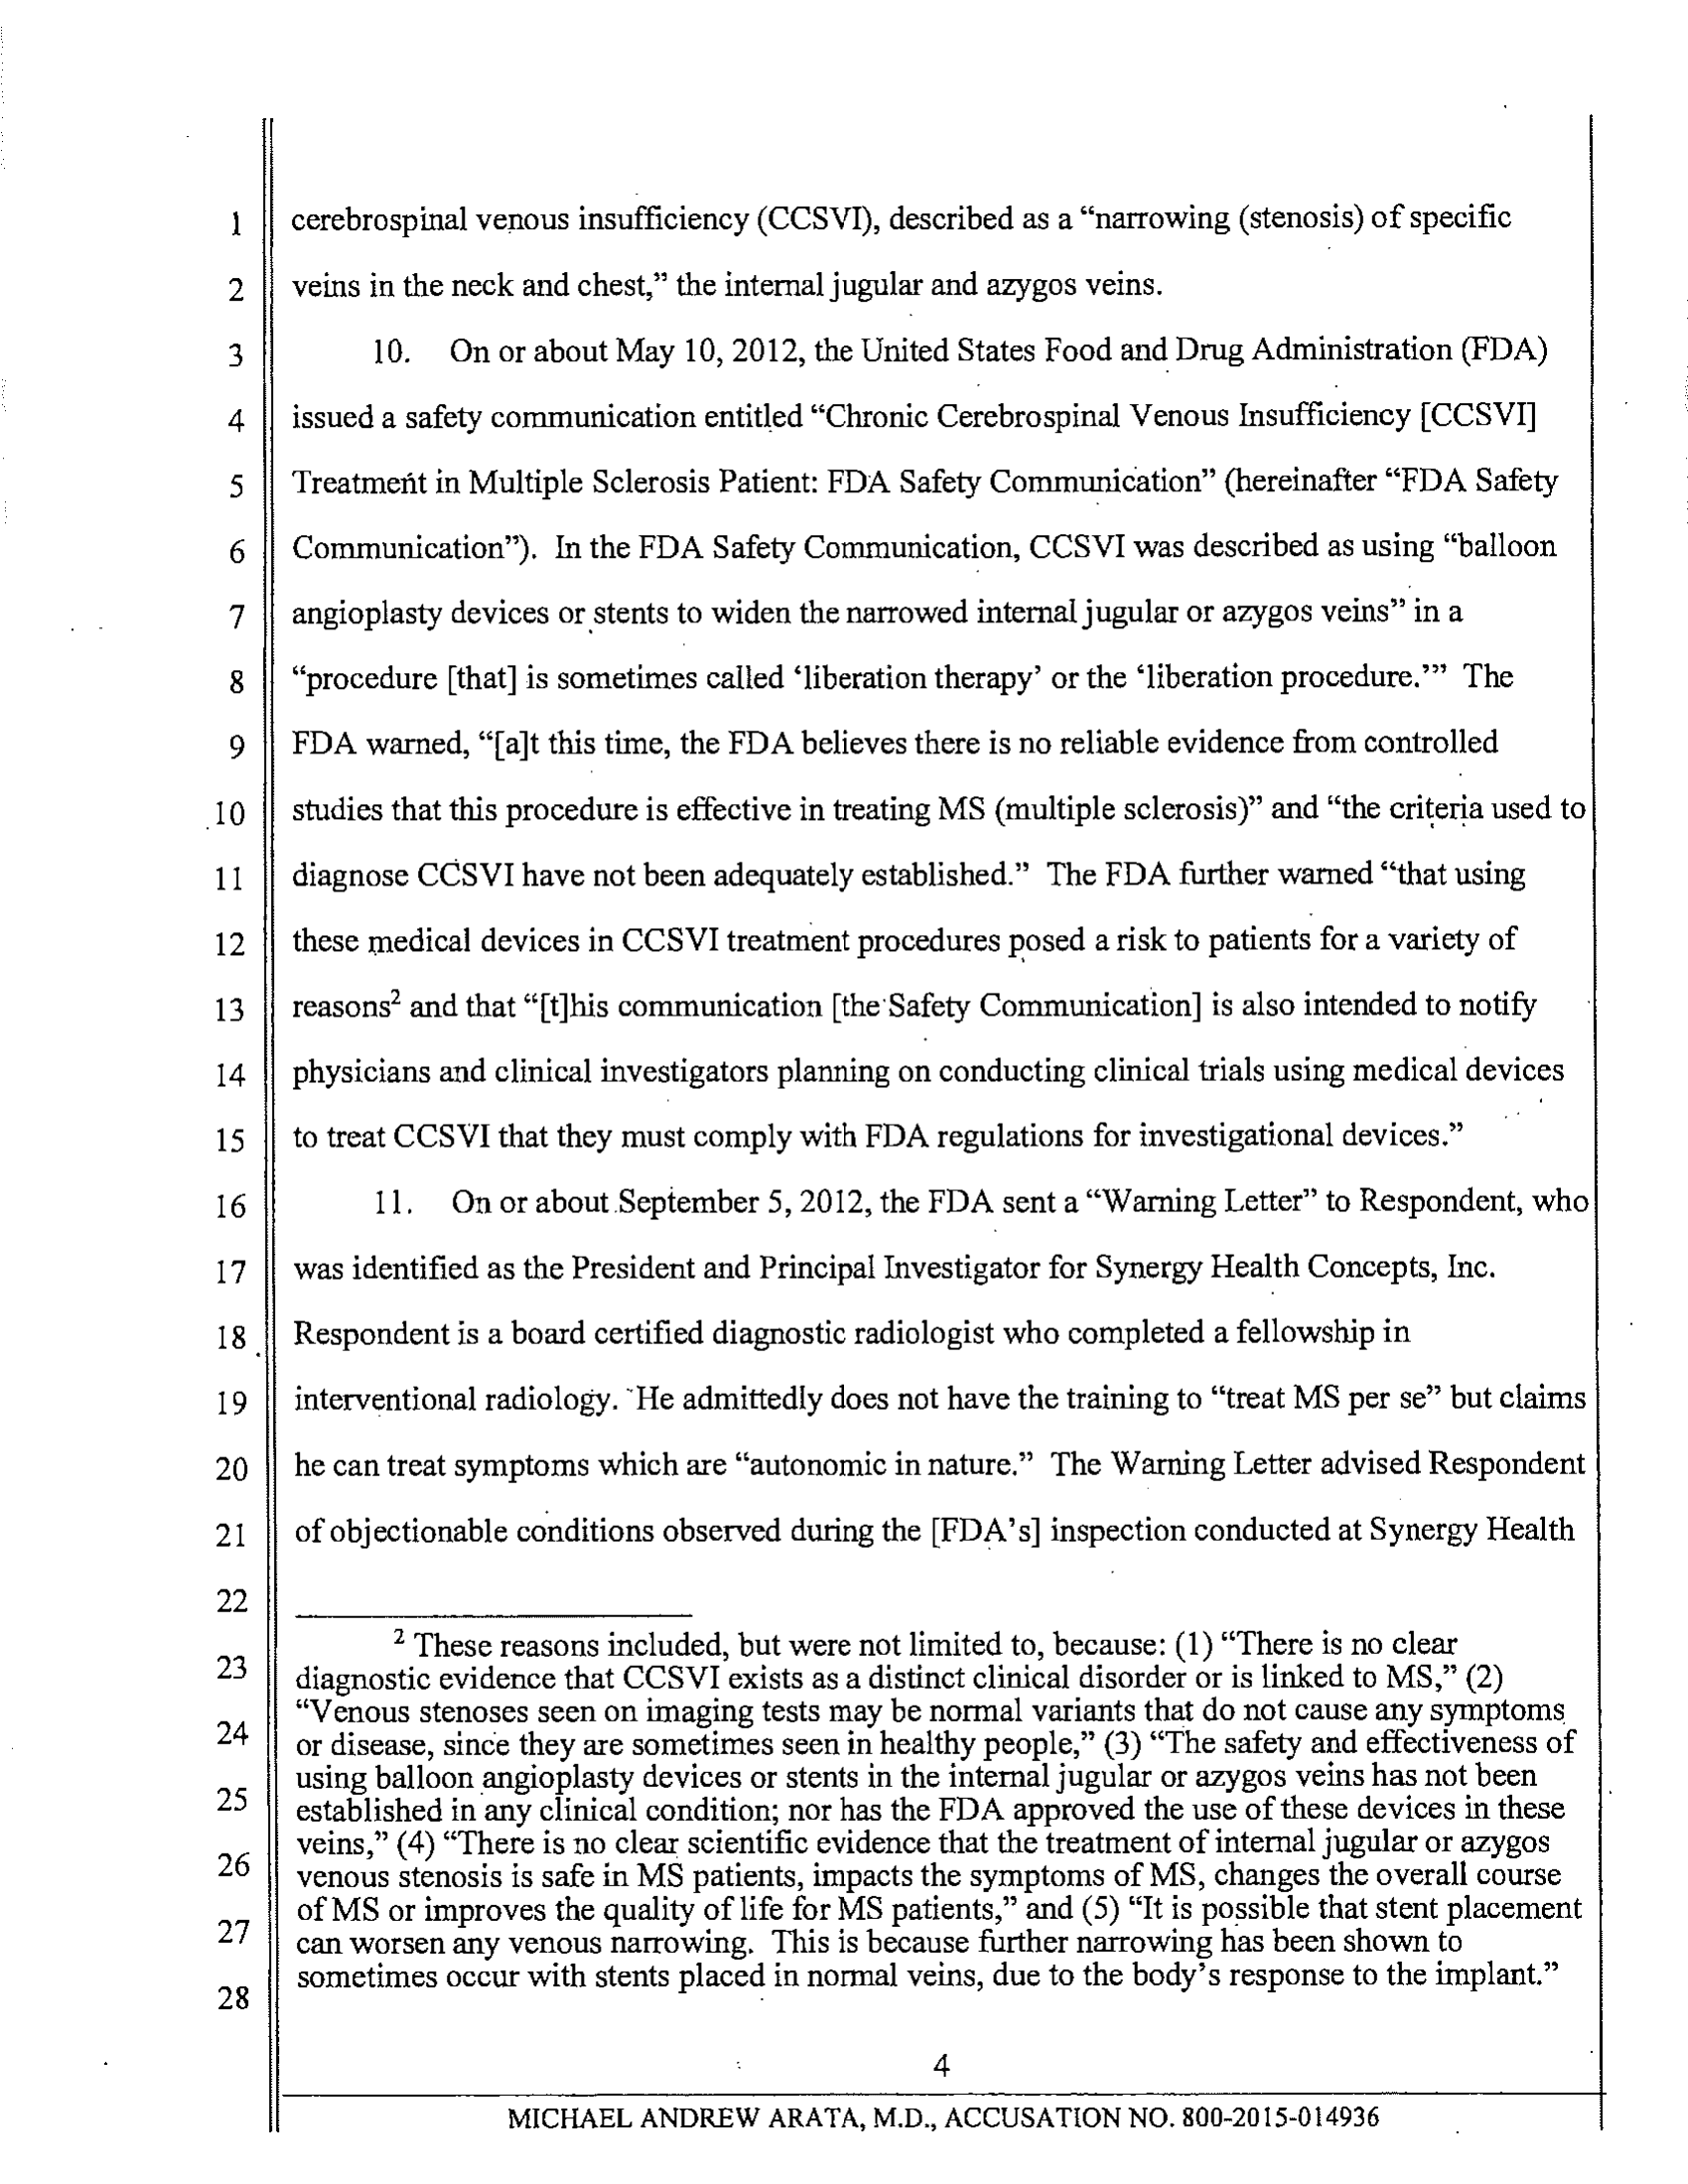 1 cerebrospinal venous insufficiency (CCSVI), described as a “narrowing (stenosis) of specific
2 veins in the neck and chest,” the internal jugular and azygos veins.
3 10. On or about May 10, 2012, the United States Food and Drug Administration (FDA)
4 issued a safety communication entitled “Chronic Cerebrospinal Venous Insufficiency [CCSVI]
5 Treatment in Multiple Sclerosis Patient: FDA Safety Communication” (hereinafter “FDA Safety
6 Communication”). In the FDA Safety Communication, CCSVI was described as using “balloon
7 angioplasty devices or stents to widen the narrowed internal jugular or azygos veins” in a
8 “procedure [that] is sometimes called ‘liberation therapy’ or the ‘liberation procedure.’” The
9 FDA warned, “[a]t this time, the FDA believes there is no reliable evidence from controlled
10 studies that this procedure is effective in treating MS (multiple sclerosis)” and “the criteria used to
11 diagnose CCSVI have not been adequately established.” The FDA further warned “that using
12 these medical devices in CCSVI treatment procedures posed a risk to patients for a variety of
13 reasons² and that “[t]his communication [the Safety Communication] is also intended to notify
14 physicians and clinical investigators planning on conducting clinical trials using medical devices
15 to treat CCSVI that they must comply with FDA regulations for investigational devices.”
16 11. On or about September 5, 2012, the FDA sent a “Warning Letter” to Respondent, who
17 was identified as the President and Principal Investigator for Synergy Health Concepts, Inc.
18 Respondent is a board certified diagnostic radiologist who completed a fellowship in
19 interventional radiology. He admittedly does not have the training to “treat MS per se” but claims
20 he can treat symptoms which are “autonomic in nature.” The Warning Letter advised Respondent
21 of objectionable conditions observed during the [FDA’s] inspection conducted at Synergy Health
22
² These reasons included, but were not limited to, because: (1) “There is no clear
23 diagnostic evidence that CCSVI exists as a distinct clinical disorder or is linked to MS,” (2)
“Venous stenoses seen on imaging tests may be normal variants that do not cause any symptoms
24 or disease, since they are sometimes seen in healthy people,” (3) “The safety and effectiveness of
using balloon angioplasty devices or stents in the internal jugular or azygos veins has not been
25 established in any clinical condition; nor has the FDA approved the use of these devices in these
veins,” (4) “There is no clear scientific evidence that the treatment of internal jugular or azygos
26 venous stenosis is safe in MS patients, impacts the symptoms of MS, changes the overall course
of MS or improves the quality of life for MS patients,” and (5) “It is possible that stent placement
27 can worsen any venous narrowing. This is because further narrowing has been shown to
sometimes occur with stents placed in normal veins, due to the body’s response to the implant.”
28
4
MICHAEL ANDREW ARATA, M.D., ACCUSATION NO. 800-2015-014936